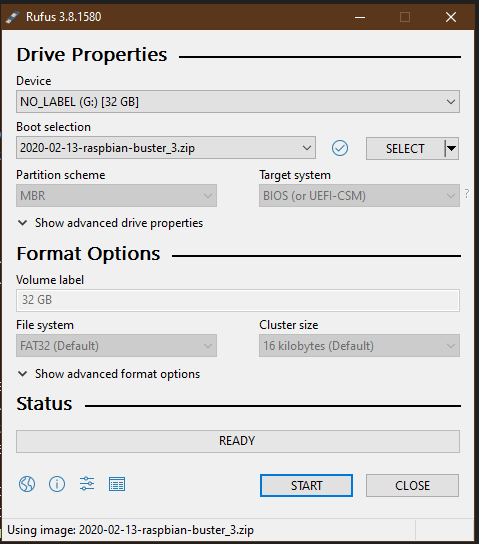 Rufus 3.8.1580
Drive Properties
Device
NO_LABEL (G:) [32 GB]
Boot selection
2020-02-13-raspbian-buster_3.zip
SELECT
Partition scheme
Target system
MBR
BIOS (or UEFI-CSM)
?
Show advanced drive properties
Format Options
Volume label
32 GB
File system
Cluster size
FAT32 (Default)
16 kilobytes (Default)
Show advanced format options
Status
READY
START
CLOSE
Using image: 2020-02-13-raspbian-buster_3.zip